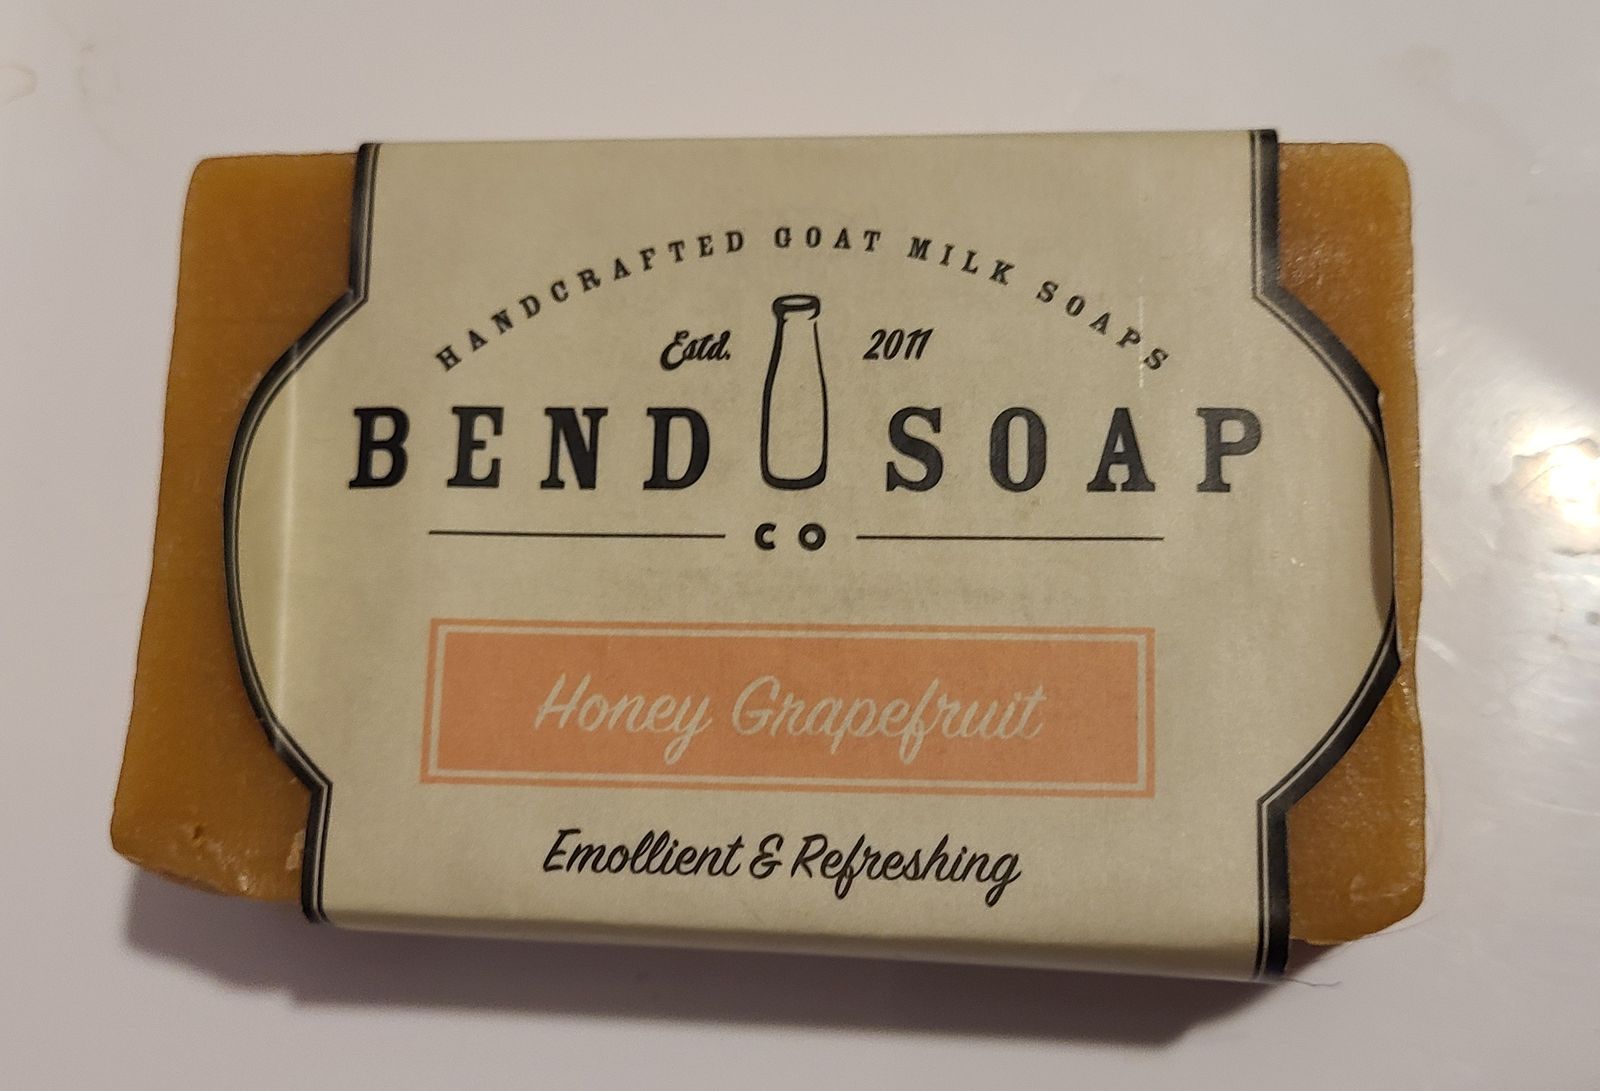 HANDCRAFTED GOAT MILK SOAPS
Estd. 2011
BEND SOAP
CO
Honey Grapefruit
Emollient & Refreshing